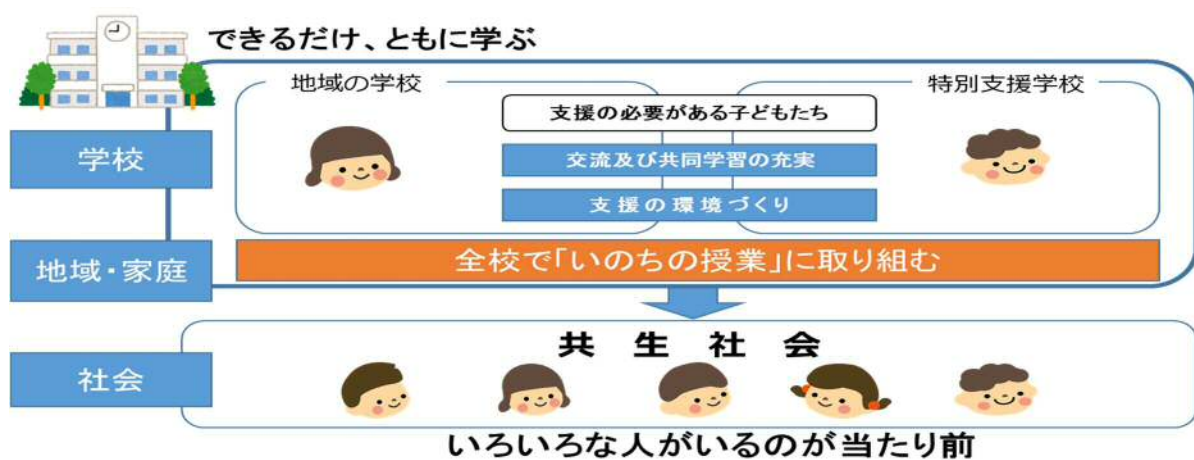 できるだけ、ともに学ぶ
地域の学校
特別支援学校
支援の必要がある子どもたち
学校
交流及び共同学習の充実
支援の環境づくり
地域・家庭
全校で「いのちの授業」に取り組む
共生社会
社会
いろいろな人がいるのが当たり前